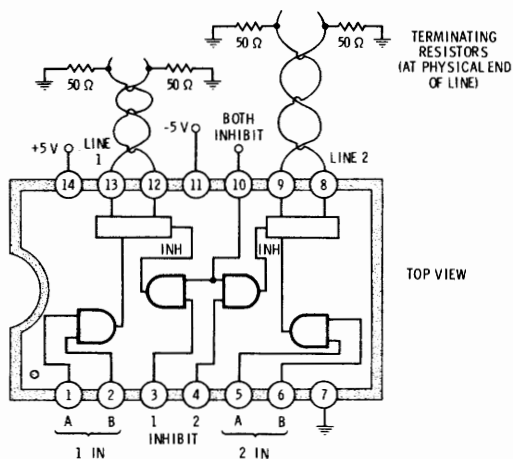 50 Ω
50 Ω
TERMINATING
RESISTORS
(AT PHYSICAL END
OF LINE)
50 Ω
50 Ω
+5 V
LINE
1
-5 V
BOTH
INHIBIT
LINE 2
14
13
12
11
10
9
8
INH
INH
TOP VIEW
1
2
3
4
5
6
7
A
B
1
2
A
B
INHIBIT
1 IN
2 IN